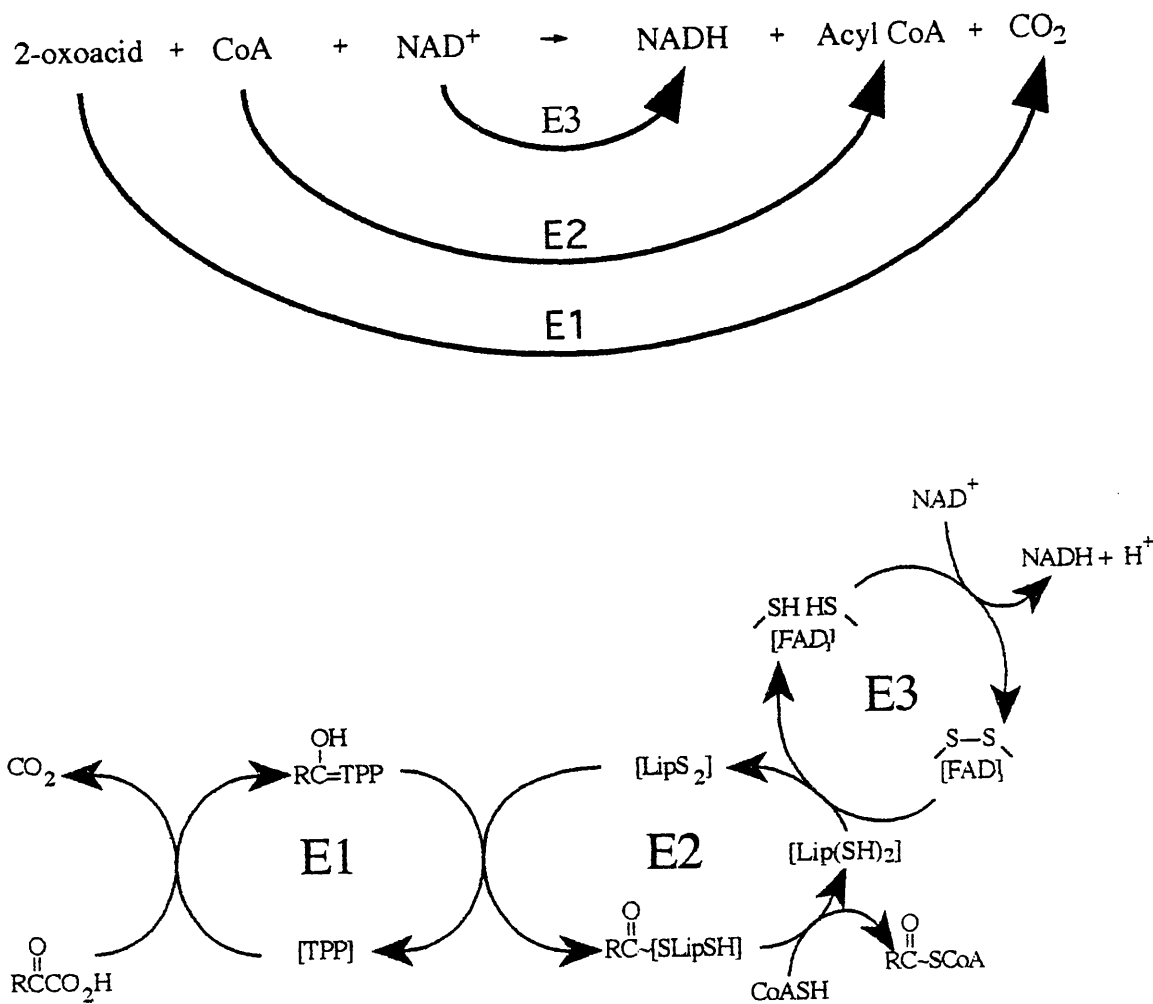 2-oxoacid + CoA + NAD+ → NADH + Acyl CoA + CO2
E3
E2
E1
NAD+
NADH + H+
SH HS
[FAD]
E3
S—S
[FAD]
OH
CO2
RC=TPP
[LipS2]
E1
E2
[Lip(SH)2]
O
RCCO2H
[TPP]
O
RC~[SLipSH]
O
RC~SCoA
CoASH